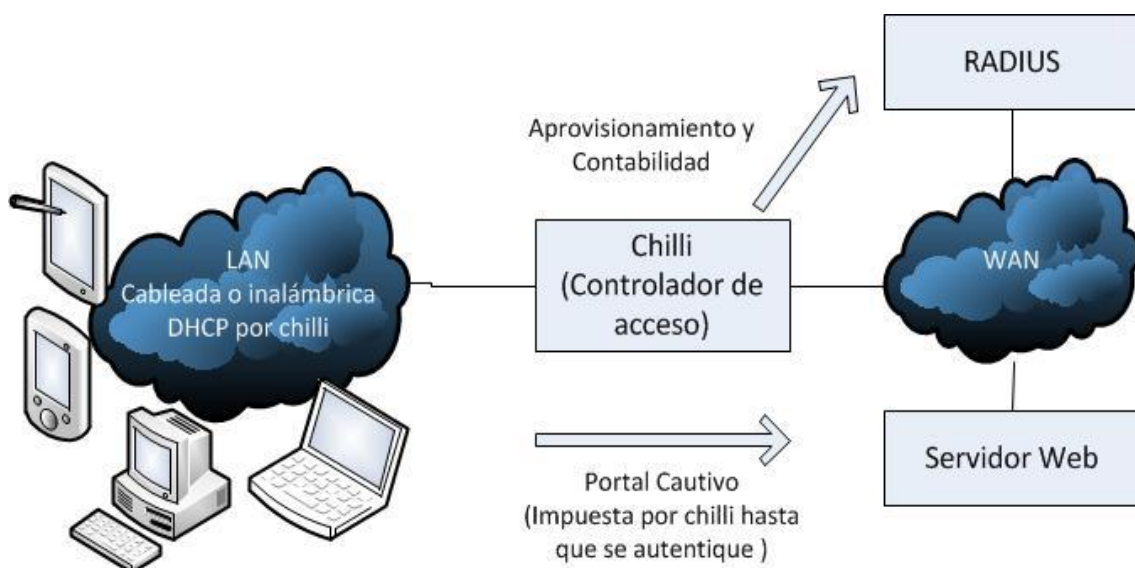 RADIUS
Aprovisionamiento y
Contabilidad
LAN
Cableada o inalámbrica
DHCP por chilli
Chilli
(Controlador de
acceso)
WAN
Portal Cautivo
(Impuesta por chilli hasta
que se autentique )
Servidor Web